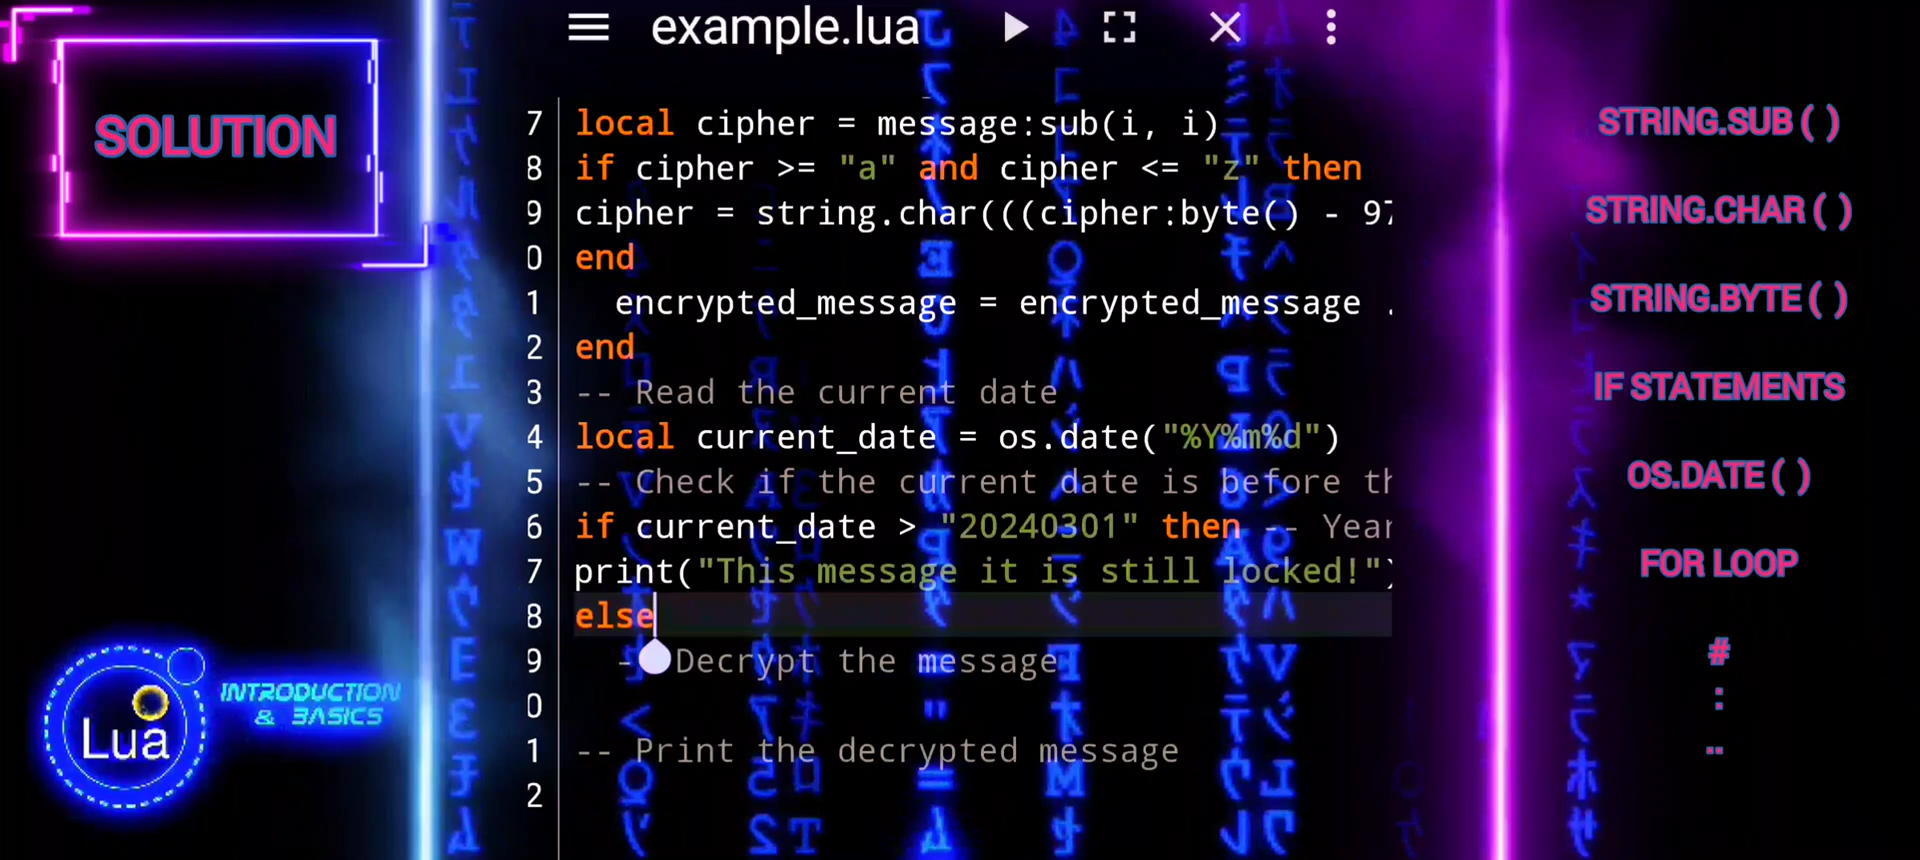 SOLUTION
example.lua
7 local cipher = message:sub(i, i)
8 if cipher >= "a" and cipher <= "z" then
9 cipher = string.char(((cipher:byte() - 97
0 end
1 encrypted_message = encrypted_message .
2 end
3 -- Read the current date
4 local current_date = os.date("%Y%m%d")
5 -- Check if the current date is before th
6 if current_date > "20240301" then -- Year
7 print("This message it is still locked!")
8 else
9 - Decrypt the message
0
1 -- Print the decrypted message
2
STRING.SUB ( )
STRING.CHAR ( )
STRING.BYTE ( )
IF STATEMENTS
OS.DATE ( )
FOR LOOP
#
:
..
Lua
INTRODUCTION
& BASICS